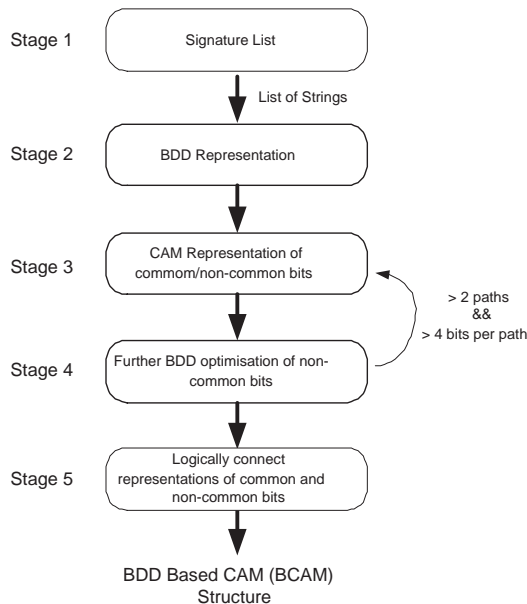 Stage 1
Signature List
List of Strings
Stage 2
BDD Representation
Stage 3
CAM Representation of
commom/non-common bits
> 2 paths
&&
> 4 bits per path
Stage 4
Further BDD optimisation of non-
common bits
Stage 5
Logically connect
representations of common and
non-common bits
BDD Based CAM (BCAM)
Structure